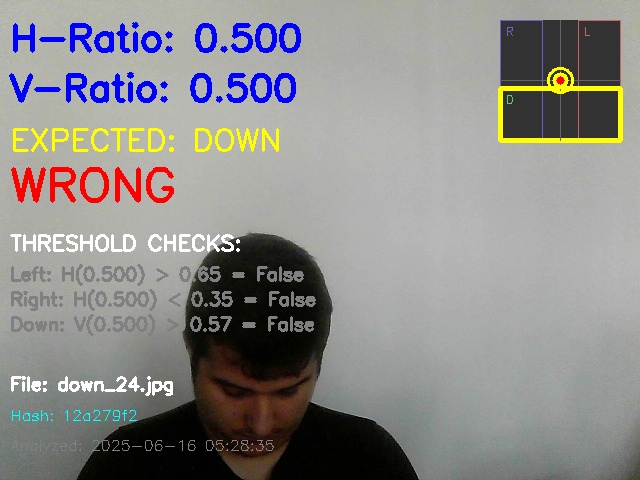 H-Ratio: 0.500
V-Ratio: 0.500
EXPECTED: DOWN
WRONG
R
L
D
THRESHOLD CHECKS:
Left: H(0.500) > 0.65 = False
Right: H(0.500) < 0.35 = False
Down: V(0.500) > 0.57 = False
File: down_24.jpg
Hash: 12a279f2
Analyzed: 2025-06-16 05:28:35